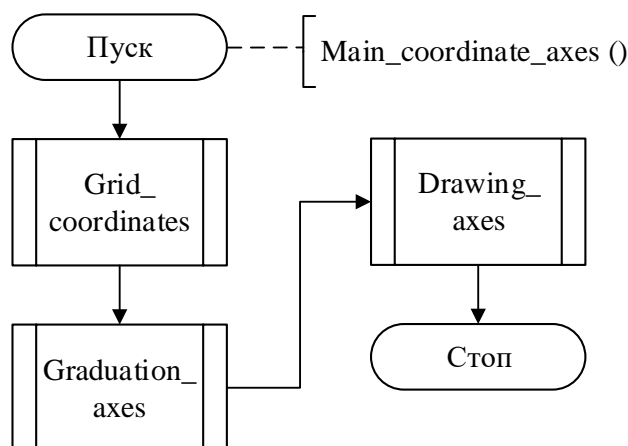 Пуск
Main_coordinate_axes ()
Grid_
coordinates
Graduation_
axes
Drawing_
axes
Стоп